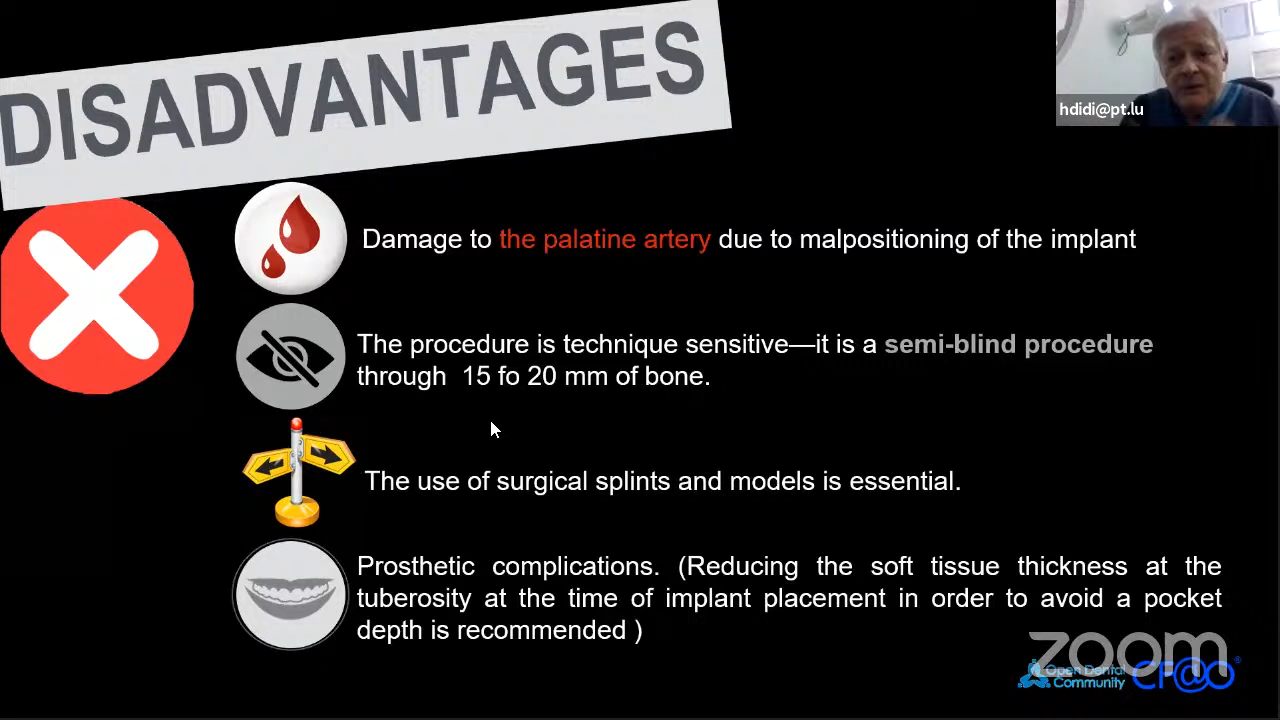 DISADVANTAGES
hdidi@pt.lu
Damage to the palatine artery due to malpositioning of the implant
The procedure is technique sensitive—it is a semi-blind procedure
through 15 fo 20 mm of bone.
The use of surgical splints and models is essential.
Prosthetic complications. (Reducing the soft tissue thickness at the
tuberosity at the time of implant placement in order to avoid a pocket
depth is recommended )
zoom
Open Dental
Community
CF@O